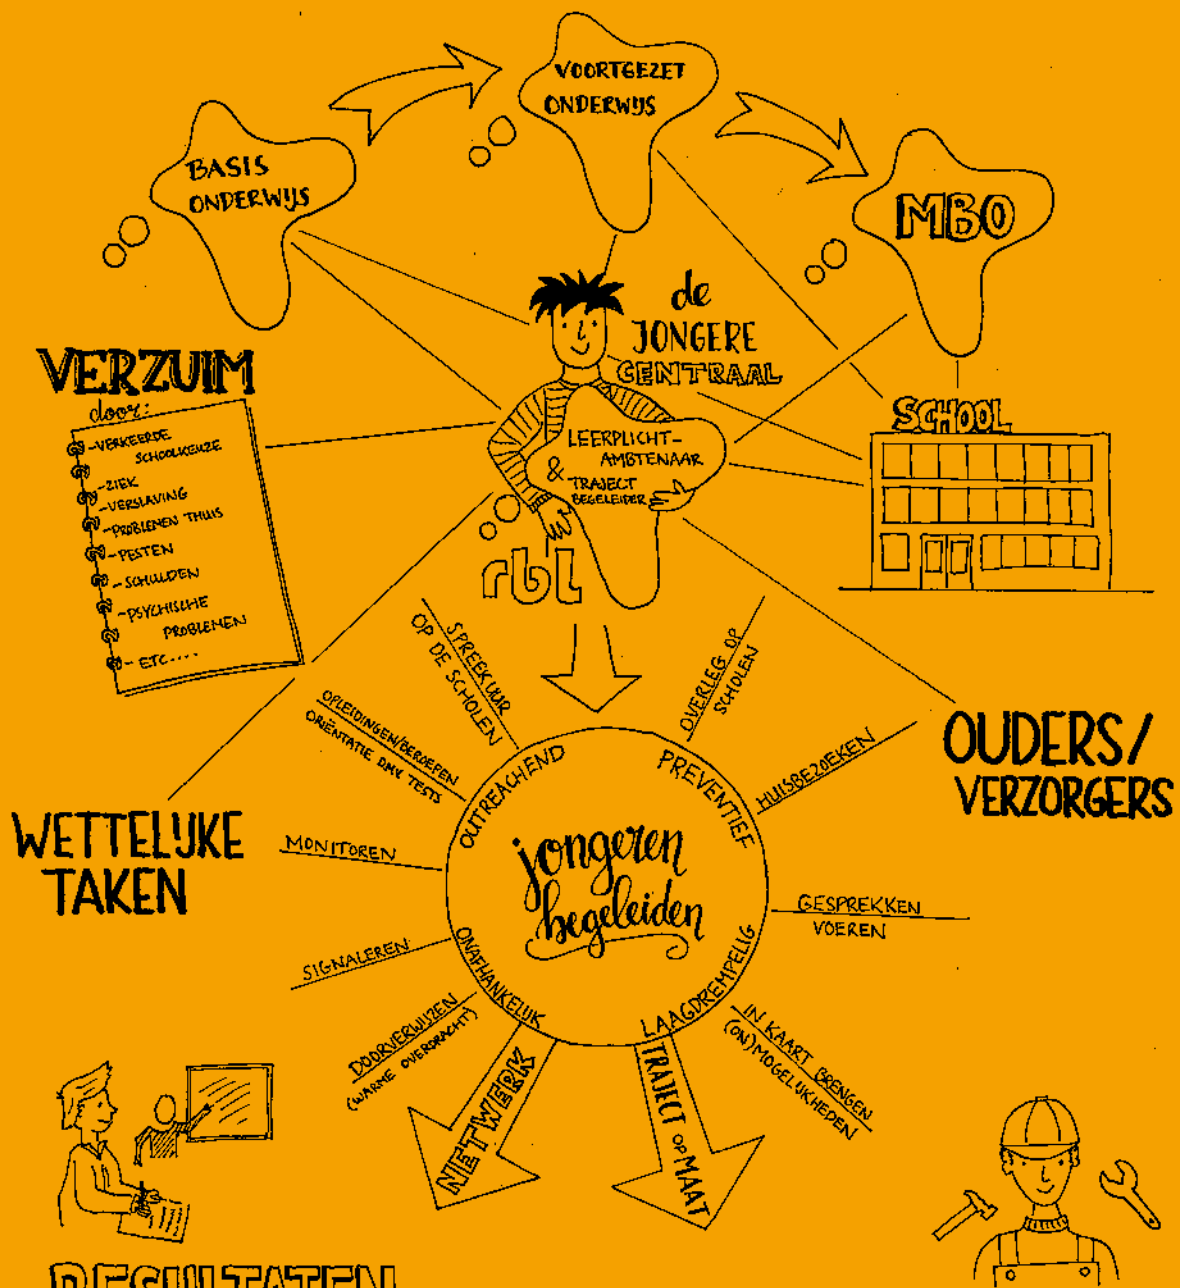 VOORTGEZET
ONDERWIJS
BASIS
ONDERWIJS
MBO
de
JONGERE
CENTRAAL
VERZUIM
door:
-VERKEERDE
SCHOOLKEUZE
-ZIEK
-VERSLAVING
-PROBLEMEN THUIS
-PESTEN
-SCHULDEN
-PSYCHISCHE
PROBLEMEN
- ETC....
LEERPLICHT-
AMBTENAAR
& TRAJECT
BEGELEIDER
SCHOOL
rbl
SPREEKUUR
OP DE SCHOLEN
OVERLEG OP
SCHOLEN
OPLEIDINGEN/BEROEPEN
ORIËNTATIE DMV TESTS
HUISBEZOEKEN
OUDERS/
VERZORGERS
WETTELIJKE
TAKEN
OUTREACHEND
PREVENTIEF
MONITOREN
jongeren
begeleiden
GESPREKKEN
VOEREN
SIGNALEREN
ONAFHANKELIJK
LAAGDREMPELIG
DOORVERWIJZEN
(WARME OVERDRACHT)
IN KAART BRENGEN
(ON)MOGELIJKHEDEN
NETWERK
TRAJECT OP MAAT
RESULTATEN